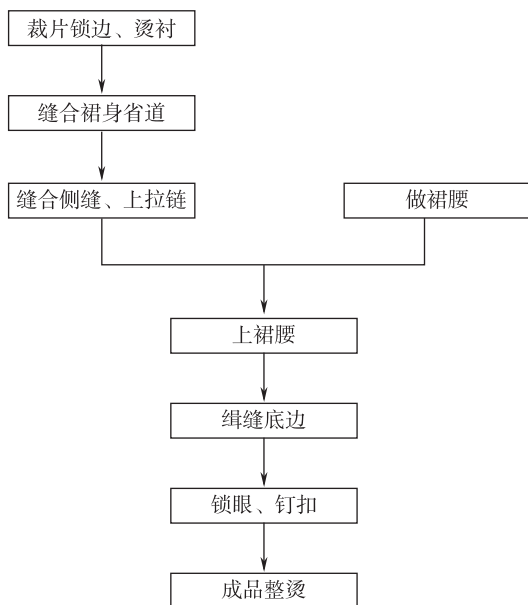 裁片锁边、烫衬
缝合裙身省道
缝合侧缝、上拉链
做裙腰
上裙腰
缉缝底边
锁眼、钉扣
成品整烫